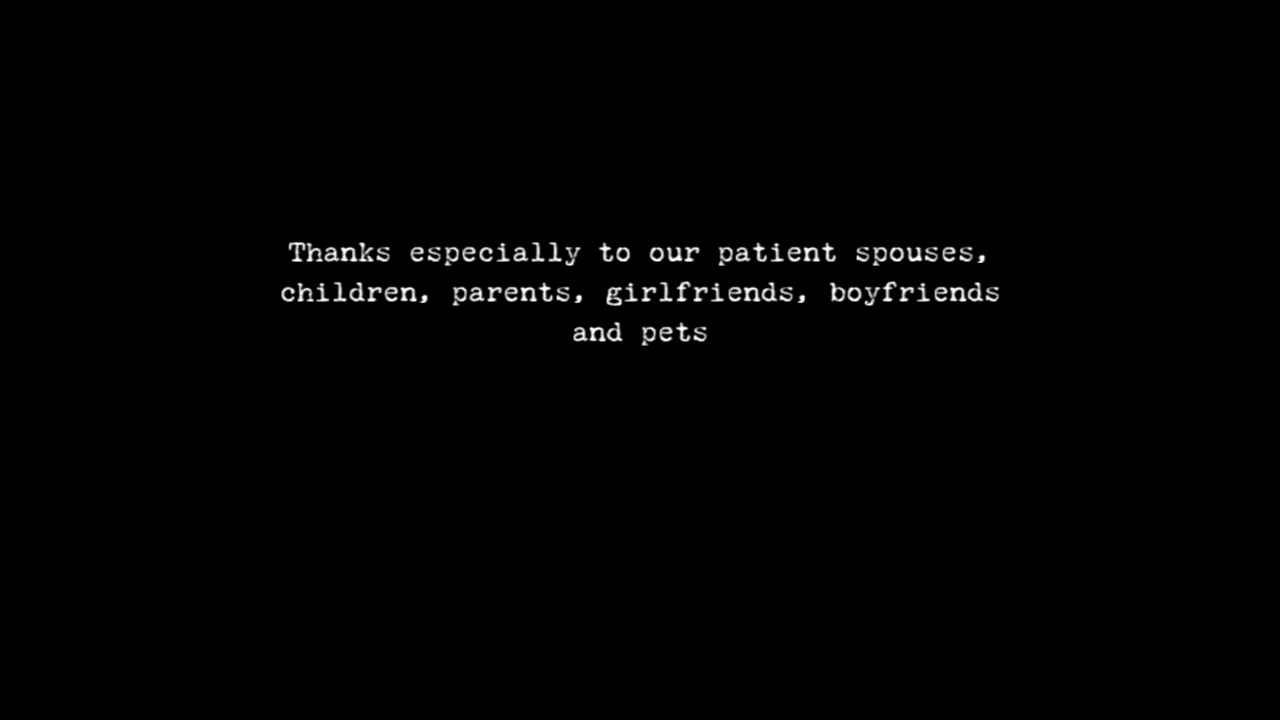 Thanks especially to our patient spouses,
children, parents, girlfriends, boyfriends
and pets